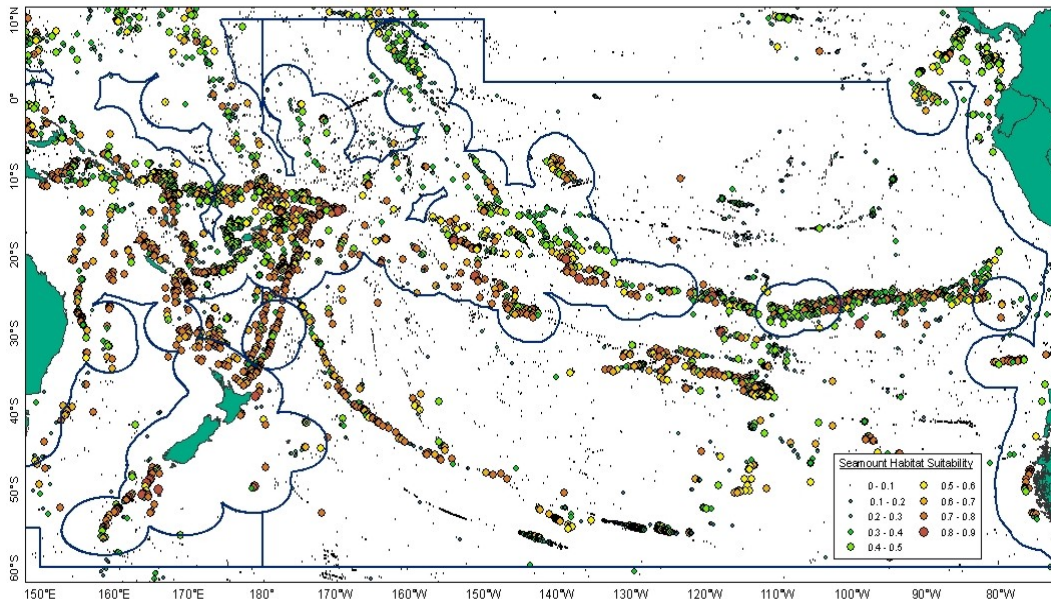 10°N
0°
10°S
20°S
30°S
40°S
50°S
60°S
Seamount Habitat Suitability
0 - 0.1
0.1 - 0.2
0.2 - 0.3
0.3 - 0.4
0.4 - 0.5
0.5 - 0.6
0.6 - 0.7
0.7 - 0.8
0.8 - 0.9
150°E
160°E
170°E
180°
170°W
160°W
150°W
140°W
130°W
120°W
110°W
100°W
90°W
80°W